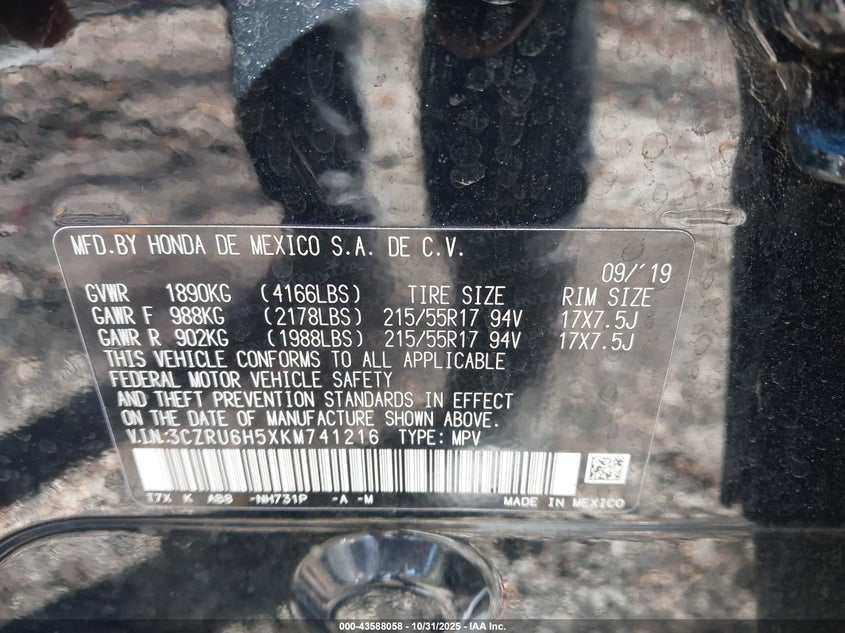 MFD.BY HONDA DE MEXICO S.A. DE C.V.
09/'19
GVWR 1890KG (4166LBS) TIRE SIZE RIM SIZE
GAWR F 988KG (2178LBS) 215/55R17 94V 17X7.5J
GAWR R 902KG (1988LBS) 215/55R17 94V 17X7.5J
THIS VEHICLE CONFORMS TO ALL APPLICABLE
FEDERAL MOTOR VEHICLE SAFETY
AND THEFT PREVENTION STANDARDS IN EFFECT
ON THE DATE OF MANUFACTURE SHOWN ABOVE.
V.I.N:3CZRU6H5XKM741216 TYPE: MPV
T7X K AB9 -NH731P -A -M MADE IN MEXICO
000-43588058 - 10/31/2025 - IAA Inc.